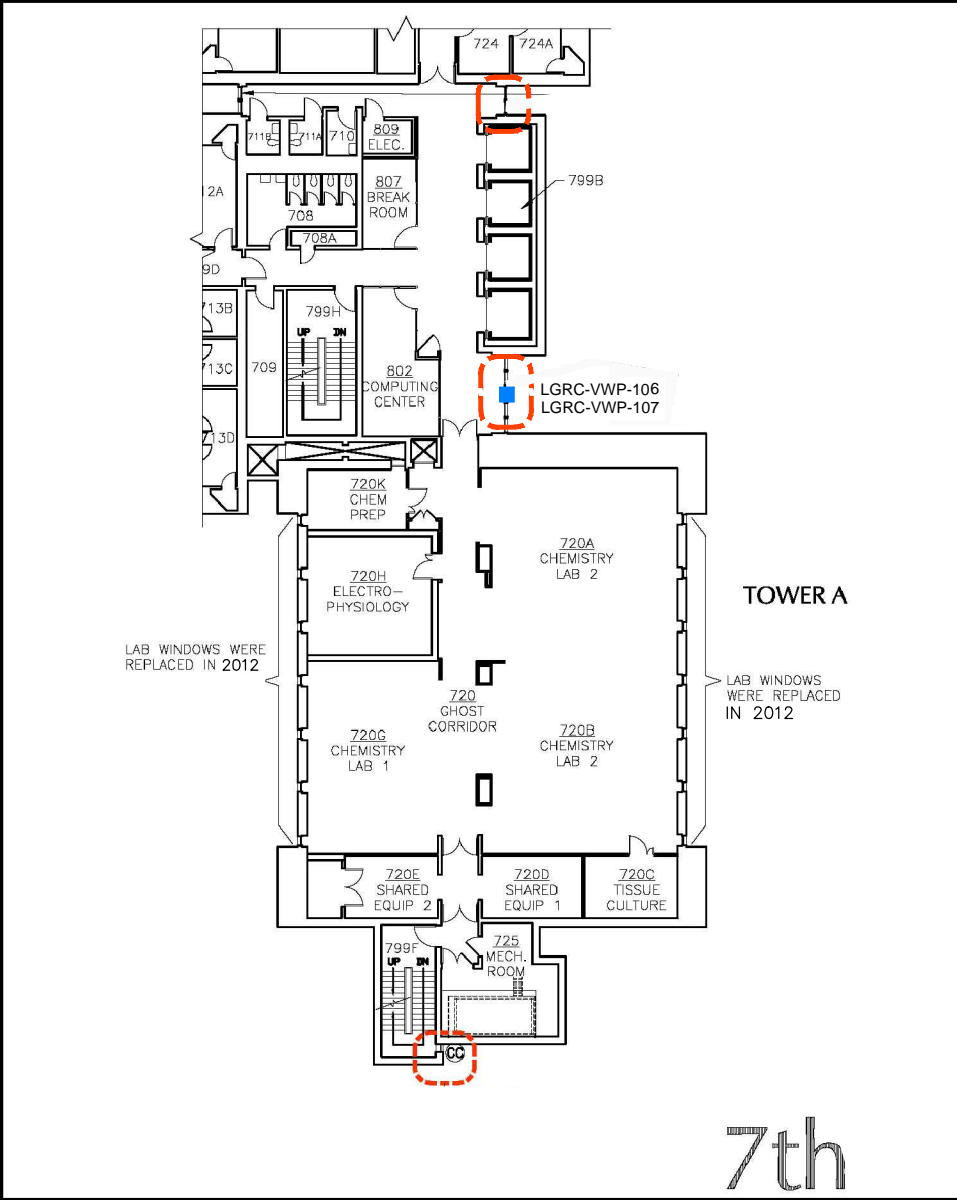 724
724A
711B
711A
710
809
ELEC.
799B
12A
807
BREAK
ROOM
708
708A
9D
713B
799H
UP
DN
713C
709
802
COMPUTING
CENTER
LGRC-VWP-106
LGRC-VWP-107
713D
720K
CHEM
PREP
720A
CHEMISTRY
LAB 2
720H
ELECTRO-
PHYSIOLOGY
TOWER A
LAB WINDOWS WERE
REPLACED IN 2012
LAB WINDOWS
WERE REPLACED
IN 2012
720
GHOST
CORRIDOR
720G
CHEMISTRY
LAB 1
720B
CHEMISTRY
LAB 2
720E
SHARED
EQUIP 2
720D
SHARED
EQUIP 1
720C
TISSUE
CULTURE
799F
UP
DN
725
MECH.
ROOM
CC
7th